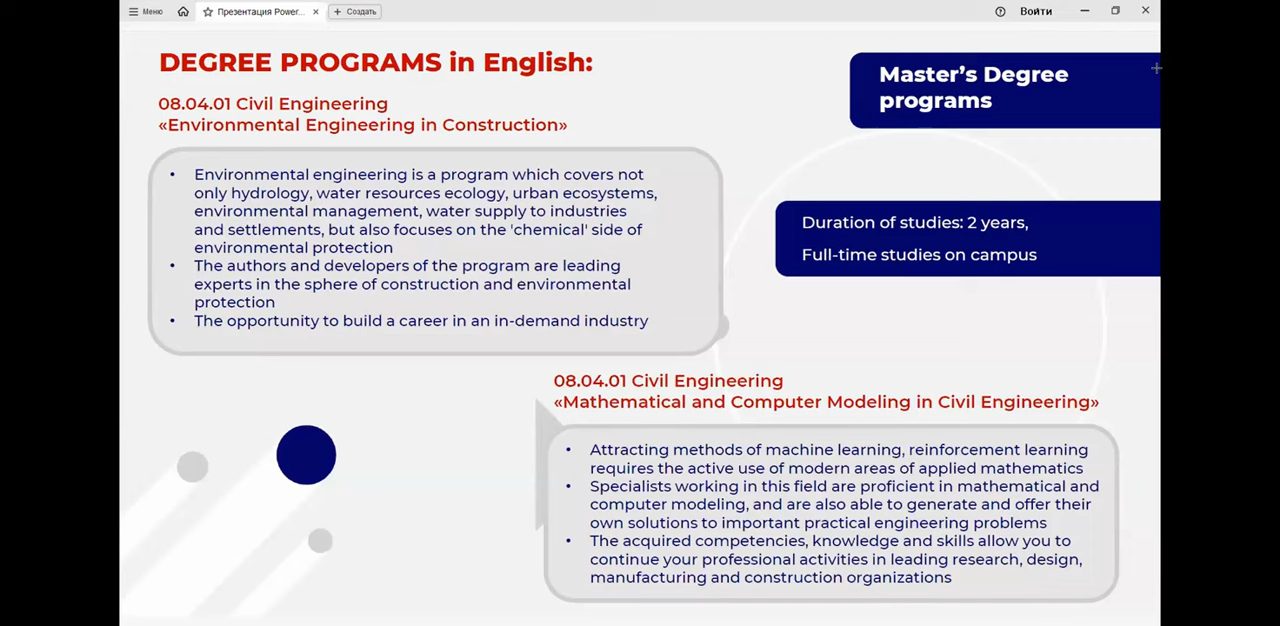 Меню
Презентация Power...
Создать
Войти
DEGREE PROGRAMS in English:
Master's Degree
programs
08.04.01 Civil Engineering
«Environmental Engineering in Construction»
• Environmental engineering is a program which covers not
only hydrology, water resources ecology, urban ecosystems,
environmental management, water supply to industries
and settlements, but also focuses on the 'chemical' side of
environmental protection
• The authors and developers of the program are leading
experts in the sphere of construction and environmental
protection
• The opportunity to build a career in an in-demand industry
Duration of studies: 2 years,
Full-time studies on campus
08.04.01 Civil Engineering
«Mathematical and Computer Modeling in Civil Engineering»
• Attracting methods of machine learning, reinforcement learning
requires the active use of modern areas of applied mathematics
• Specialists working in this field are proficient in mathematical and
computer modeling, and are also able to generate and offer their
own solutions to important practical engineering problems
• The acquired competencies, knowledge and skills allow you to
continue your professional activities in leading research, design,
manufacturing and construction organizations